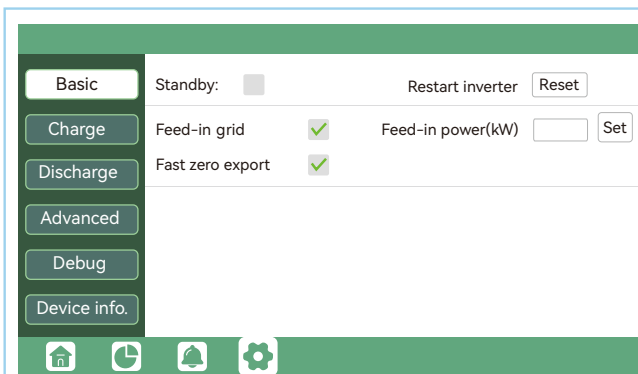 Basic
Standby:
Restart inverter
Reset
Charge
Feed-in grid
Feed-in power(kW)
Set
Discharge
Fast zero export
Advanced
Debug
Device info.